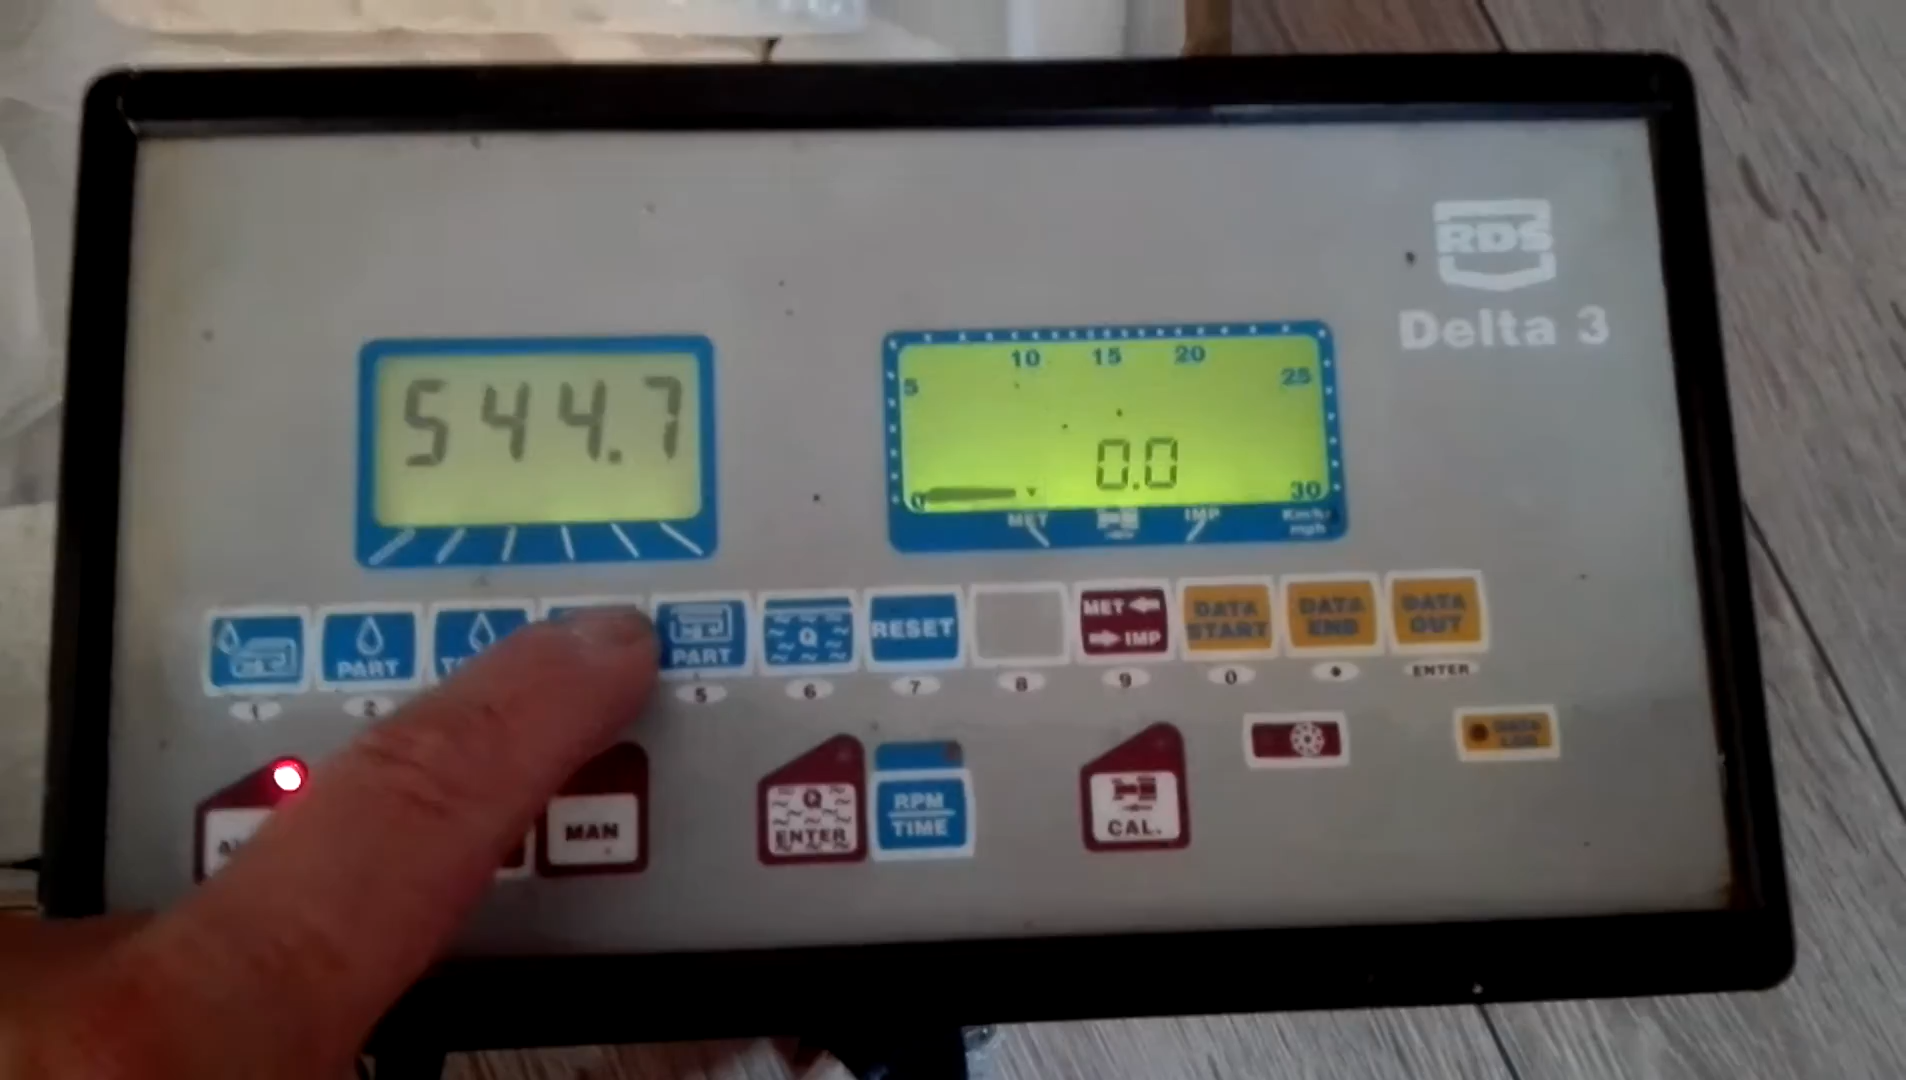 RDS
Delta 3
544.7
5 10 15 20 25
0.0
0 30
MET IMP Km/h
mph
PART PART Q RESET MET IMP DATA START DATA END DATA OUT
1 2 5 6 7 8 9 0 • ENTER
MAN Q ENTER RPM TIME CAL. DATA LOG